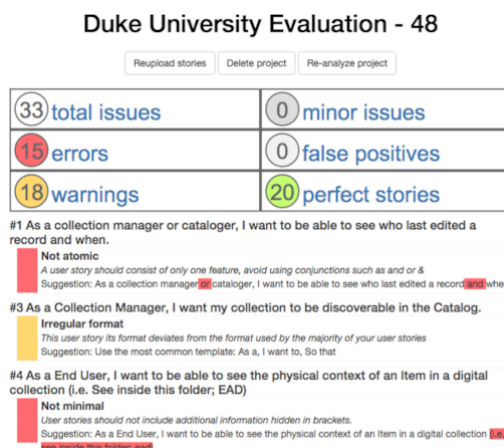 Duke University Evaluation - 48
Reupload stories Delete project Re-analyze project
33 total issues 0 minor issues
15 errors 0 false positives
18 warnings 20 perfect stories
#1 As a collection manager or cataloger, I want to be able to see who last edited a
record and when.
Not atomic
A user story should consist of only one feature, avoid using conjunctions such as and or &
Suggestion: As a collection manager or cataloger, I want to be able to see who last edited a record and whe
#3 As a Collection Manager, I want my collection to be discoverable in the Catalog.
Irregular format
This user story its format deviates from the format used by the majority of your user stories
Suggestion: Use the most common template: As a, I want to, So that
#4 As a End User, I want to be able to see the physical context of an Item in a digital
collection (i.e. See inside this folder; EAD)
Not minimal
User stories should not include additional information hidden in brackets.
Suggestion: As a End User, I want to be able to see the physical context of an Item in a digital collection (i.e.
see inside this folder; ead